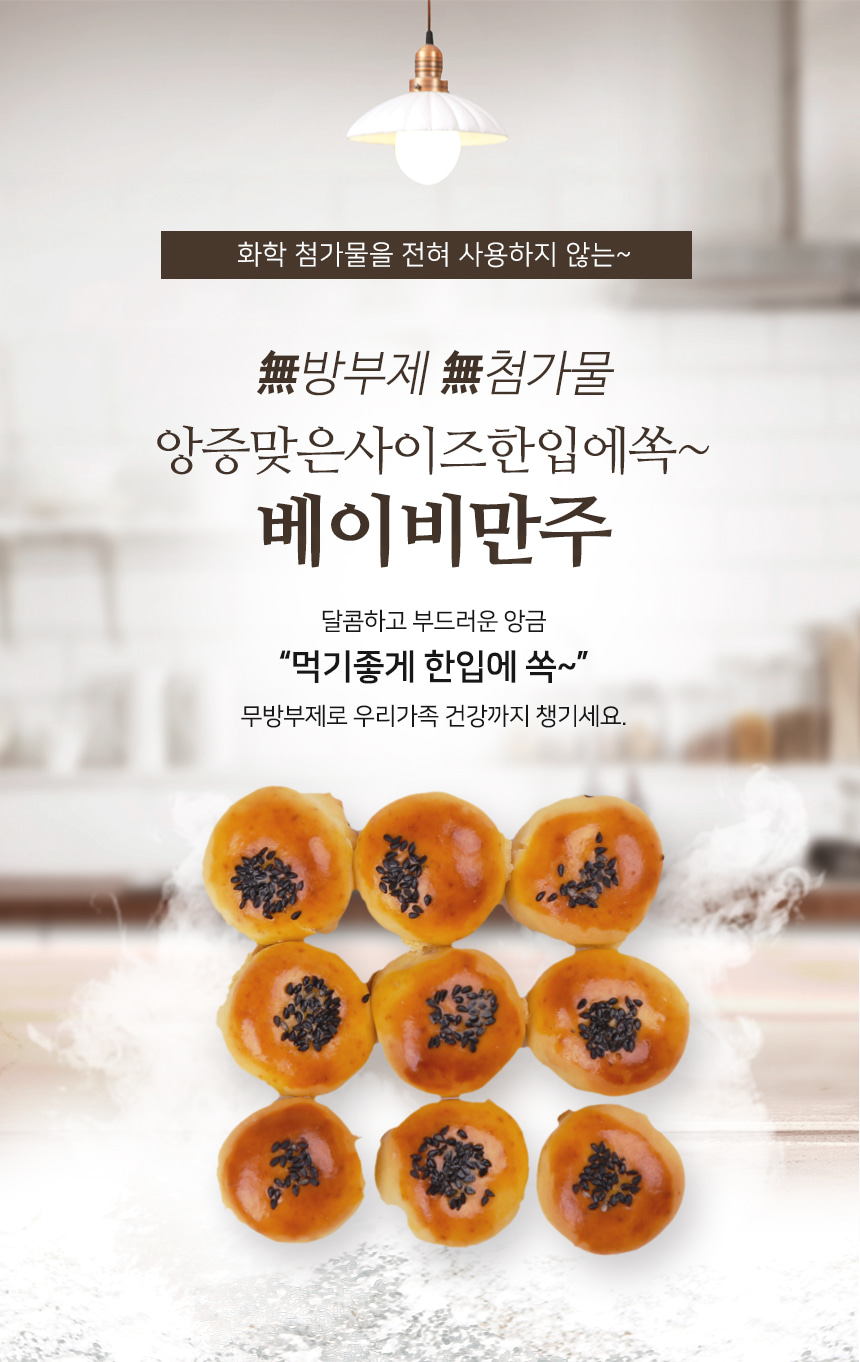 화학 첨가물을 전혀 사용하지 않는~
無방부제 無첨가물
앙증맞은사이즈한입에쏙~
베이비만주
달콤하고 부드러운 앙금
“먹기좋게 한입에 쏙~”
무방부제로 우리가족 건강까지 챙기세요.